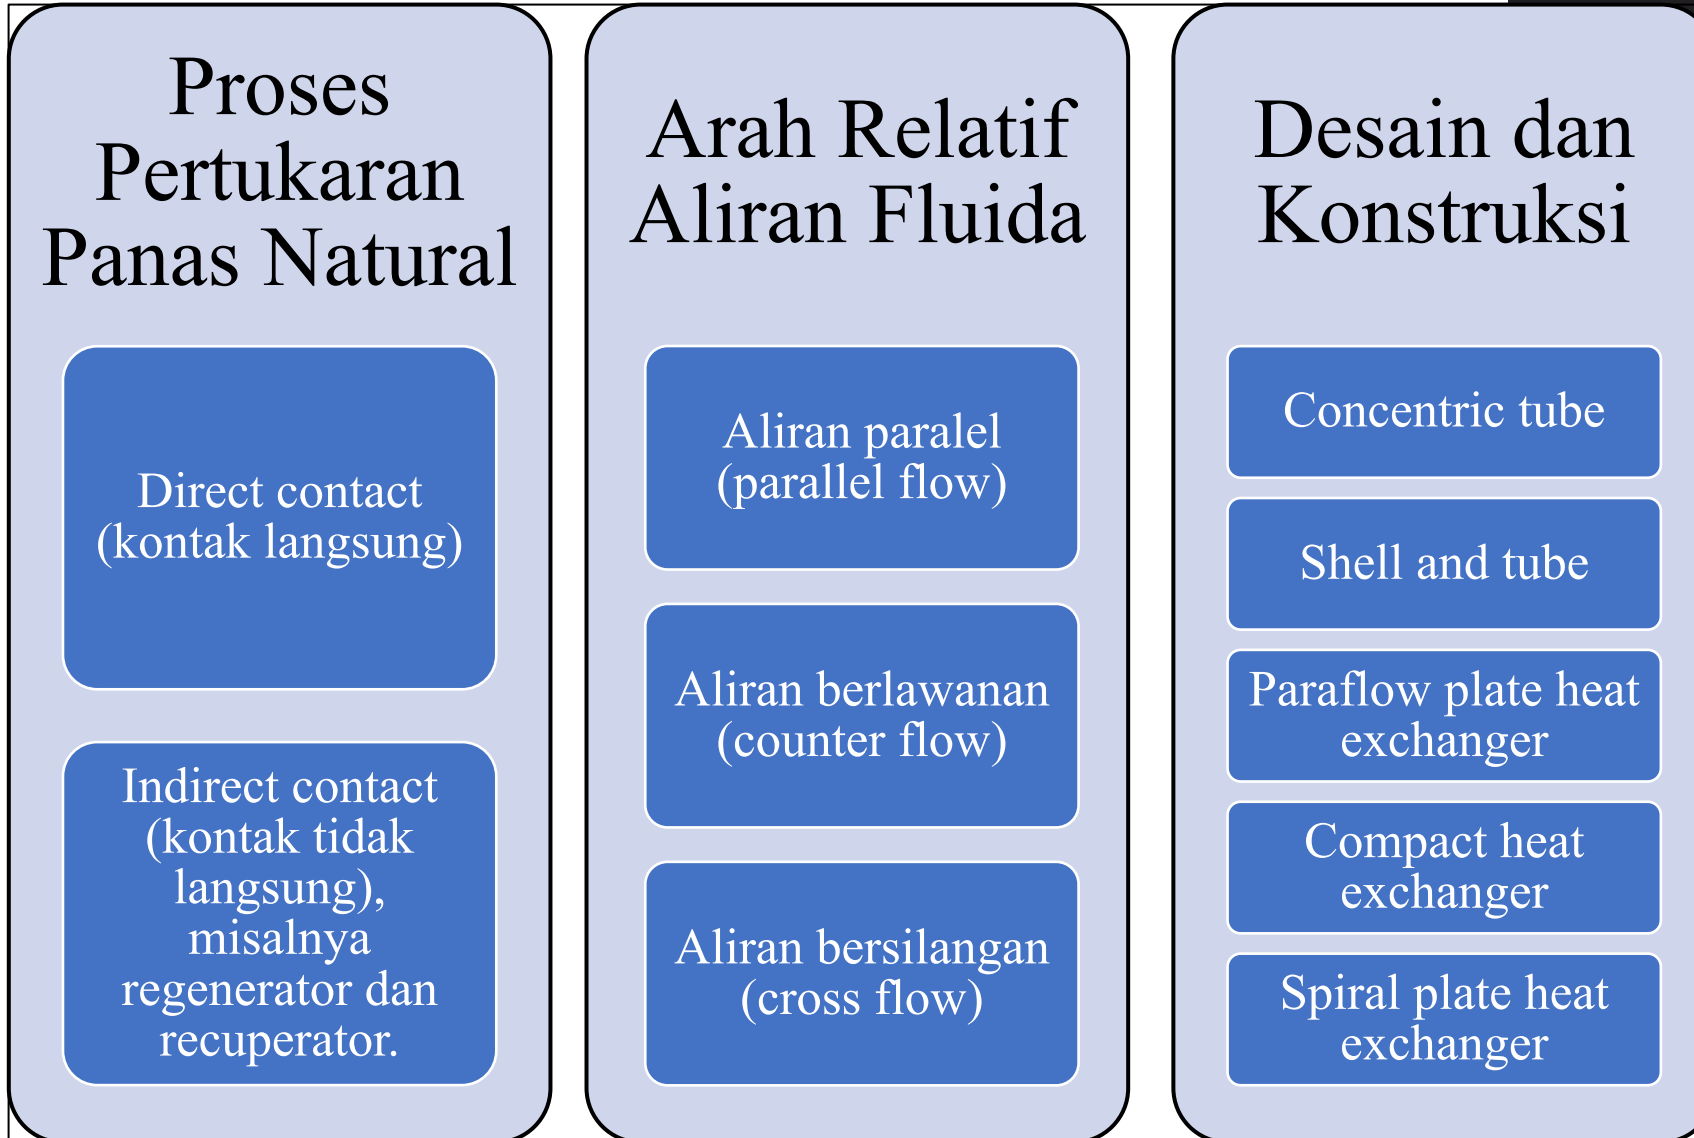 Proses
Pertukaran
Panas Natural
Direct contact
(kontak langsung)
Indirect contact
(kontak tidak
langsung),
misalnya
regenerator dan
recuperator.
Arah Relatif
Aliran Fluida
Aliran paralel
(parallel flow)
Aliran berlawanan
(counter flow)
Aliran bersilangan
(cross flow)
Desain dan
Konstruksi
Concentric tube
Shell and tube
Paraflow plate heat
exchanger
Compact heat
exchanger
Spiral plate heat
exchanger